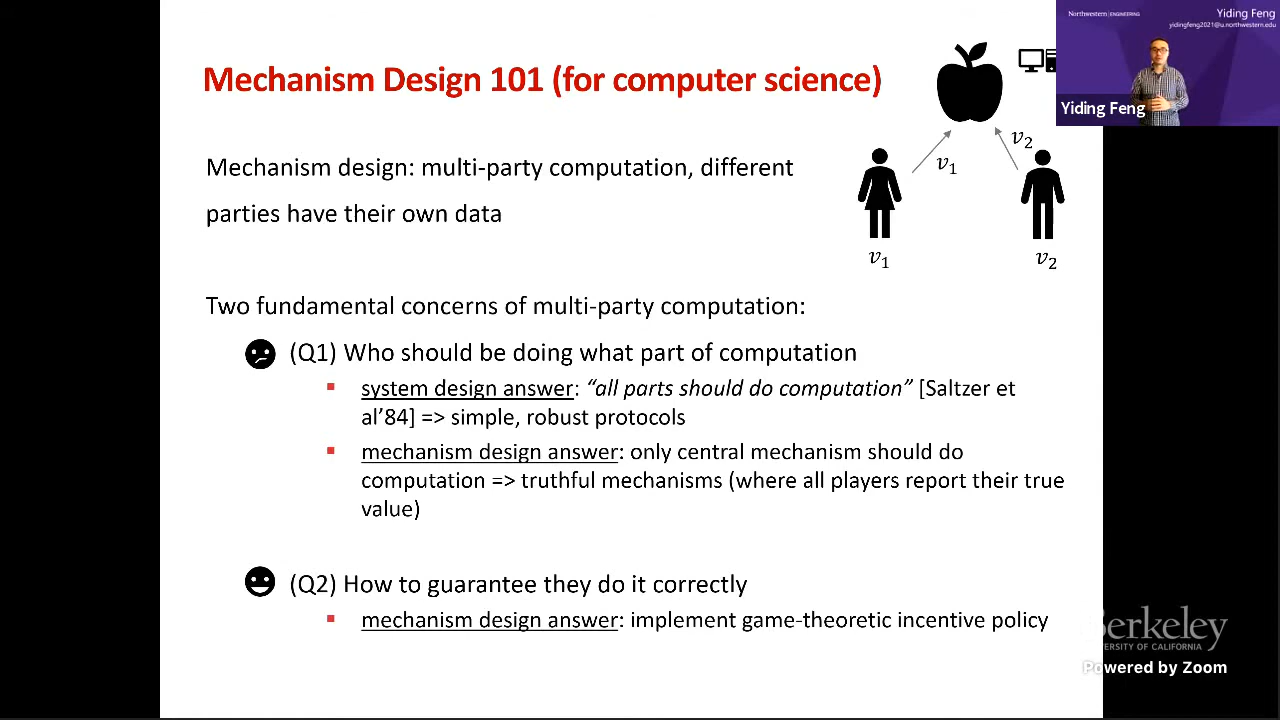 Northwestern | ENGINEERING
Yiding Feng
yidingfeng2021@u.northwestern.edu
Yiding Feng
Mechanism Design 101 (for computer science)
v2
v1
Mechanism design: multi-party computation, different
parties have their own data
v1
v2
Two fundamental concerns of multi-party computation:
(Q1) Who should be doing what part of computation
▪ system design answer: “all parts should do computation” [Saltzer et
al’84] => simple, robust protocols
▪ mechanism design answer: only central mechanism should do
computation => truthful mechanisms (where all players report their true
value)
(Q2) How to guarantee they do it correctly
▪ mechanism design answer: implement game-theoretic incentive policy
Berkeley
UNIVERSITY OF CALIFORNIA
Powered by Zoom